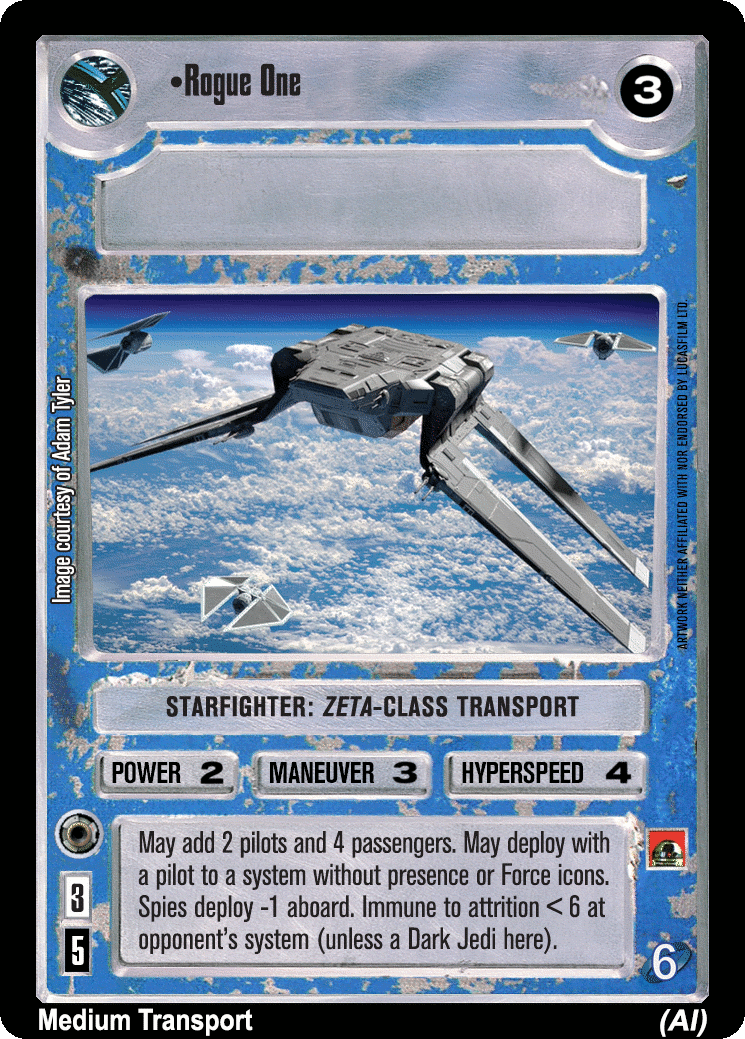 •Rogue One
3
Image courtesy of Adam Tyler
ARTWORK NEITHER AFFILIATED WITH NOR ENDORSED BY LUCASFILM LTD.
STARFIGHTER: ZETA-CLASS TRANSPORT
POWER 2
MANEUVER 3
HYPERSPEED 4
May add 2 pilots and 4 passengers. May deploy with
a pilot to a system without presence or Force icons.
Spies deploy -1 aboard. Immune to attrition < 6 at
opponent's system (unless a Dark Jedi here).
3
5
6
Medium Transport
(AI)